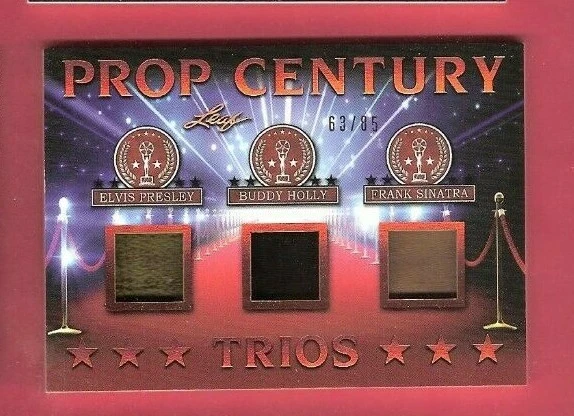 PROP CENTURY
Leaf
63/85
ELVIS PRESLEY
BUDDY HOLLY
FRANK SINATRA
TRIOS